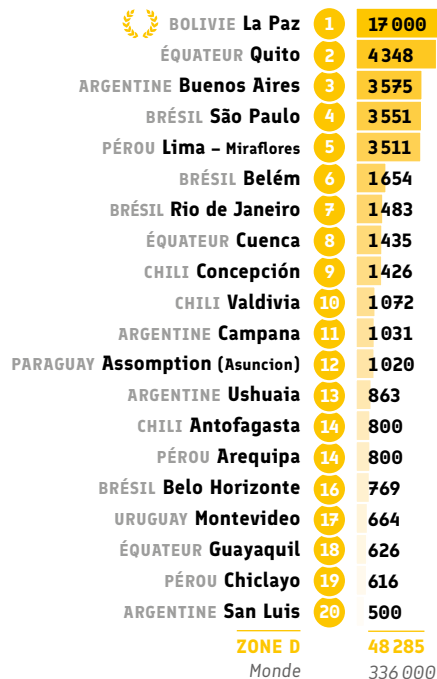 BOLIVIE La Paz 1 17 000
ÉQUATEUR Quito 2 4 348
ARGENTINE Buenos Aires 3 3 575
BRÉSIL São Paulo 4 3 551
PÉROU Lima – Miraflores 5 3 511
BRÉSIL Belém 6 1 654
BRÉSIL Rio de Janeiro 7 1 483
ÉQUATEUR Cuenca 8 1 435
CHILI Concepción 9 1 426
CHILI Valdivia 10 1 072
ARGENTINE Campana 11 1 031
PARAGUAY Assomption (Asuncion) 12 1 020
ARGENTINE Ushuaia 13 863
CHILI Antofagasta 14 800
PÉROU Arequipa 14 800
BRÉSIL Belo Horizonte 16 769
URUGUAY Montevideo 17 664
ÉQUATEUR Guayaquil 18 626
PÉROU Chiclayo 19 616
ARGENTINE San Luis 20 500
ZONE D 48 285
Monde 336 000